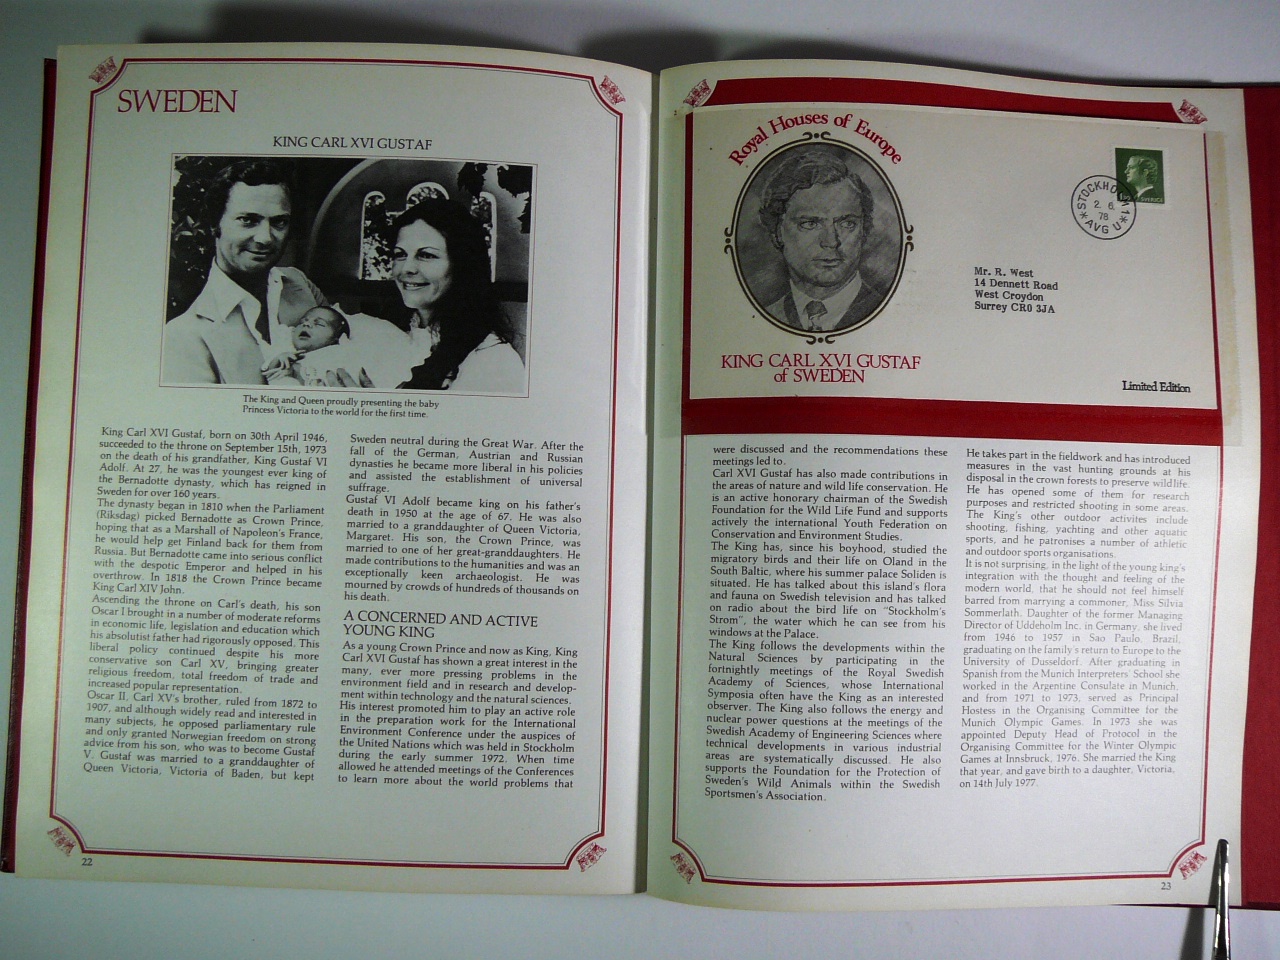 SWEDEN
KING CARL XVI GUSTAF
The King and Queen proudly presenting the baby
Princess Victoria to the world for the first time.
King Carl XVI Gustaf, born on 30th April 1946,
succeeded to the throne on September 15th, 1973
on the death of his grandfather, King Gustaf VI
Adolf. At 27, he was the youngest ever king of
the Bernadotte dynasty, which has reigned in
Sweden for over 160 years.
The dynasty began in 1810 when the Parliament
(Riksdag) picked Bernadotte as Crown Prince,
hoping that as a Marshall of Napoleon's France,
he would help get Finland back for them from
Russia. But Bernadotte came into serious conflict
with the despotic Emperor and helped in his
overthrow. In 1818 the Crown Prince became
King Carl XIV John.
Ascending the throne on Carl's death, his son
Oscar I brought in a number of moderate reforms
in economic life, legislation and education which
his absolutist father had rigorously opposed. This
liberal policy continued despite his more
conservative son Carl XV, bringing greater
religious freedom, total freedom of trade and
increased popular representation.
Oscar II, Carl XV's brother, ruled from 1872 to
1907, and although widely read and interested in
many subjects, he opposed parliamentary rule
and only granted Norwegian freedom on strong
advice from his son, who was to become Gustaf
V. Gustaf was married to a granddaughter of
Queen Victoria, Victoria of Baden, but kept
Sweden neutral during the Great War. After the
fall of the German, Austrian and Russian
dynasties he became more liberal in his policies
and assisted the establishment of universal
suffrage.
Gustaf VI Adolf became king on his father's
death in 1950 at the age of 67. He was also
married to a granddaughter of Queen Victoria,
Margaret. His son, the Crown Prince, was
married to one of her great-granddaughters. He
made contributions to the humanities and was an
exceptionally keen archaeologist. He was
mourned by crowds of hundreds of thousands on
his death.
A CONCERNED AND ACTIVE
YOUNG KING
As a young Crown Prince and now as King, King
Carl XVI Gustaf has shown a great interest in the
many, ever more pressing problems in the
environment field and in research and develop-
ment within technology and the natural sciences.
His interest promoted him to play an active role
in the preparation work for the International
Environment Conference under the auspices of
the United Nations which was held in Stockholm
during the early summer 1972. When time
allowed he attended meetings of the Conferences
to learn more about the world problems that
22
Royal Houses of Europe
KING CARL XVI GUSTAF
of SWEDEN
SVERIGE
STOCKHOLM 1
2. 6.
78
* AVG U *
Mr. R. West
14 Dennett Road
West Croydon
Surrey CR0 3JA
Limited Edition
were discussed and the recommendations these
meetings led to.
Carl XVI Gustaf has also made contributions in
the areas of nature and wild life conservation. He
is an active honorary chairman of the Swedish
Foundation for the Wild Life Fund and supports
actively the international Youth Federation on
Conservation and Environment Studies.
The King has, since his boyhood, studied the
migratory birds and their life on Oland in the
South Baltic, where his summer palace Soliden is
situated. He has talked about this island's flora
and fauna on Swedish television and has talked
on radio about the bird life on "Stockholm's
Strom", the water which he can see from his
windows at the Palace.
The King follows the developments within the
Natural Sciences by participating in the
fortnightly meetings of the Royal Swedish
Academy of Sciences, whose International
Symposia often have the King as an interested
observer. The King also follows the energy and
nuclear power questions at the meetings of the
Swedish Academy of Engineering Sciences where
technical developments in various industrial
areas are systematically discussed. He also
supports the Foundation for the Protection of
Sweden's Wild Animals within the Swedish
Sportsmen's Association.
He takes part in the fieldwork and has introduced
measures in the vast hunting grounds at his
disposal in the crown forests to preserve wild life.
He has opened some of them for research
purposes and restricted shooting in some areas.
The King's other outdoor activites include
shooting, fishing, yachting and other aquatic
sports, and he patronises a number of athletic
and outdoor sports organisations.
It is not surprising, in the light of the young king's
integration with the thought and feeling of the
modern world, that he should not feel himself
barred from marrying a commoner, Miss Silvia
Sommerlath. Daughter of the former Managing
Director of Uddeholm Inc. in Germany, she lived
from 1946 to 1957 in Sao Paulo, Brazil,
graduating on the family's return to Europe to the
University of Dusseldorf. After graduating in
Spanish from the Munich Interpreters' School she
worked in the Argentine Consulate in Munich,
and from 1971 to 1973, served as Principal
Hostess in the Organising Committee for the
Munich Olympic Games. In 1973 she was
appointed Deputy Head of Protocol in the
Organising Committee for the Winter Olympic
Games at Innsbruck, 1976. She married the King
that year, and gave birth to a daughter, Victoria,
on 14th July 1977.
23